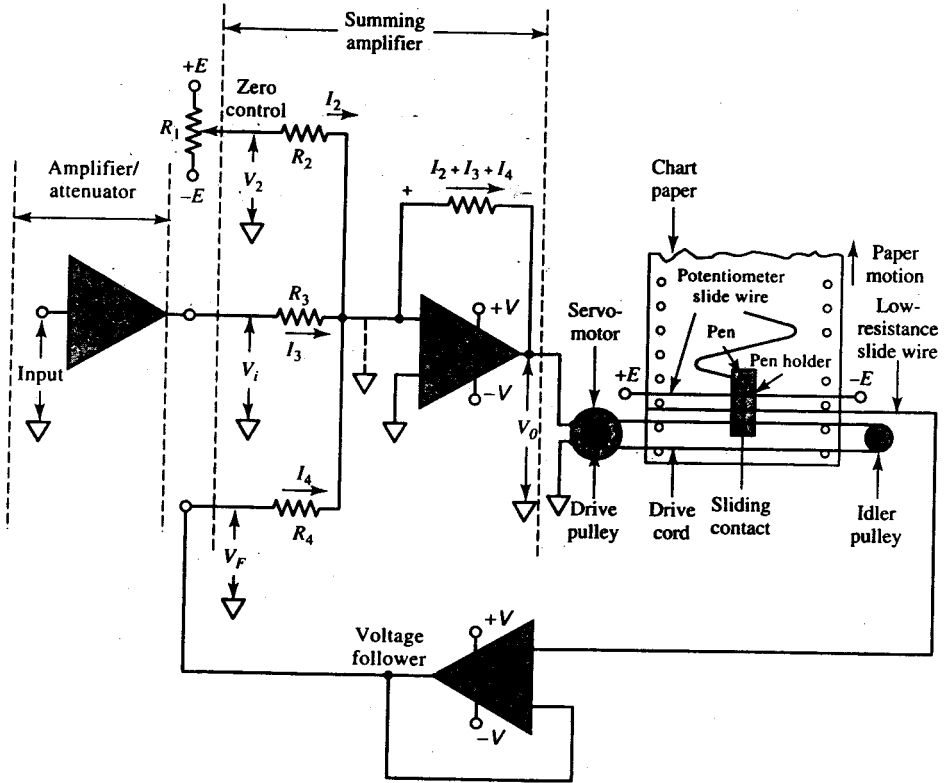 Summing
amplifier
+E
Zero
control
I2
R1
R2
V2
-E
Amplifier/
attenuator
I2 + I3 + I4
+
-
Chart
paper
Paper
motion
Potentiometer
slide wire
Low-
resistance
slide wire
Pen
Pen holder
Servo-
motor
+E
-E
R3
I3
Vi
Input
+V
-V
V0
I4
R4
VF
Drive
pulley
Drive
cord
Sliding
contact
Idler
pulley
Voltage
follower
+V
-V